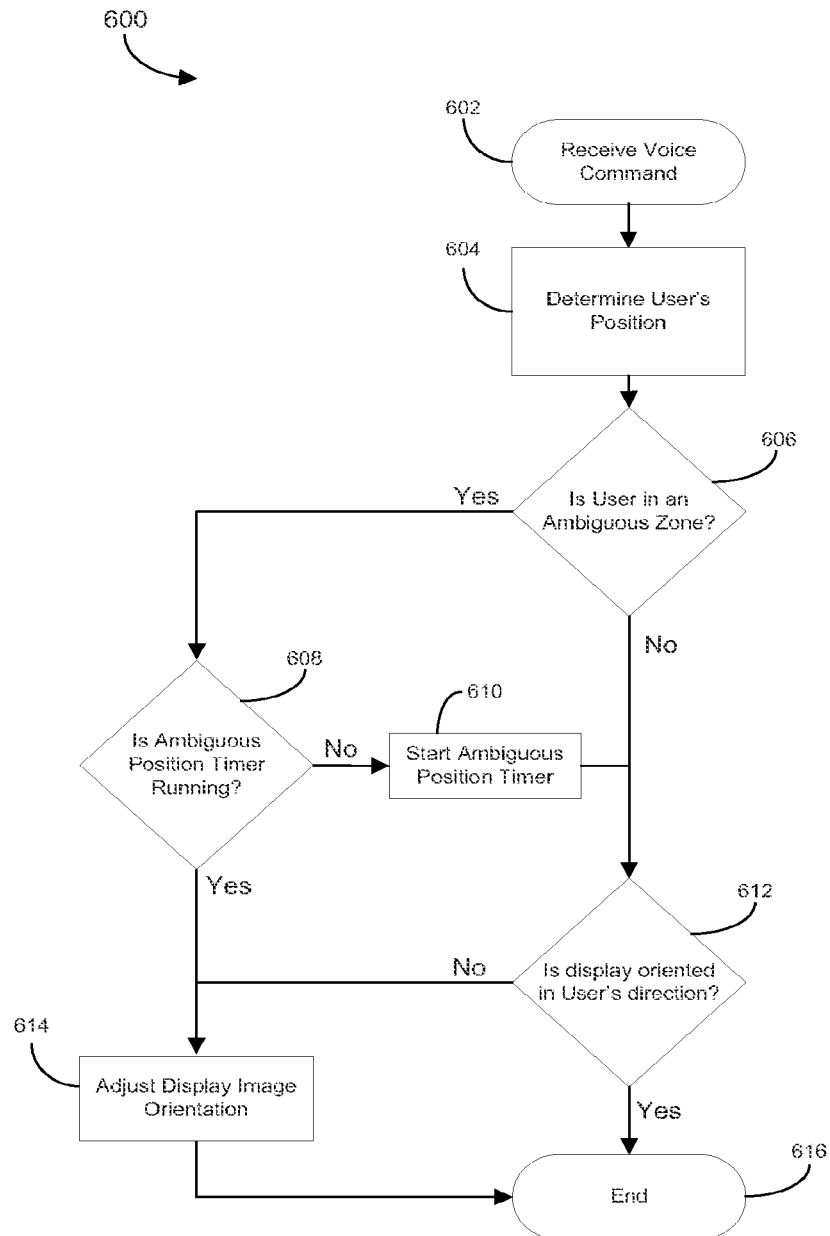 600
602
Receive Voice
Command
604
Determine User's
Position
606
Is User in an
Ambiguous Zone?
Yes
No
608
Is Ambiguous
Position Timer
Running?
No
610
Start Ambiguous
Position Timer
Yes
612
Is display oriented
in User's direction?
No
Yes
614
Adjust Display Image
Orientation
616
End